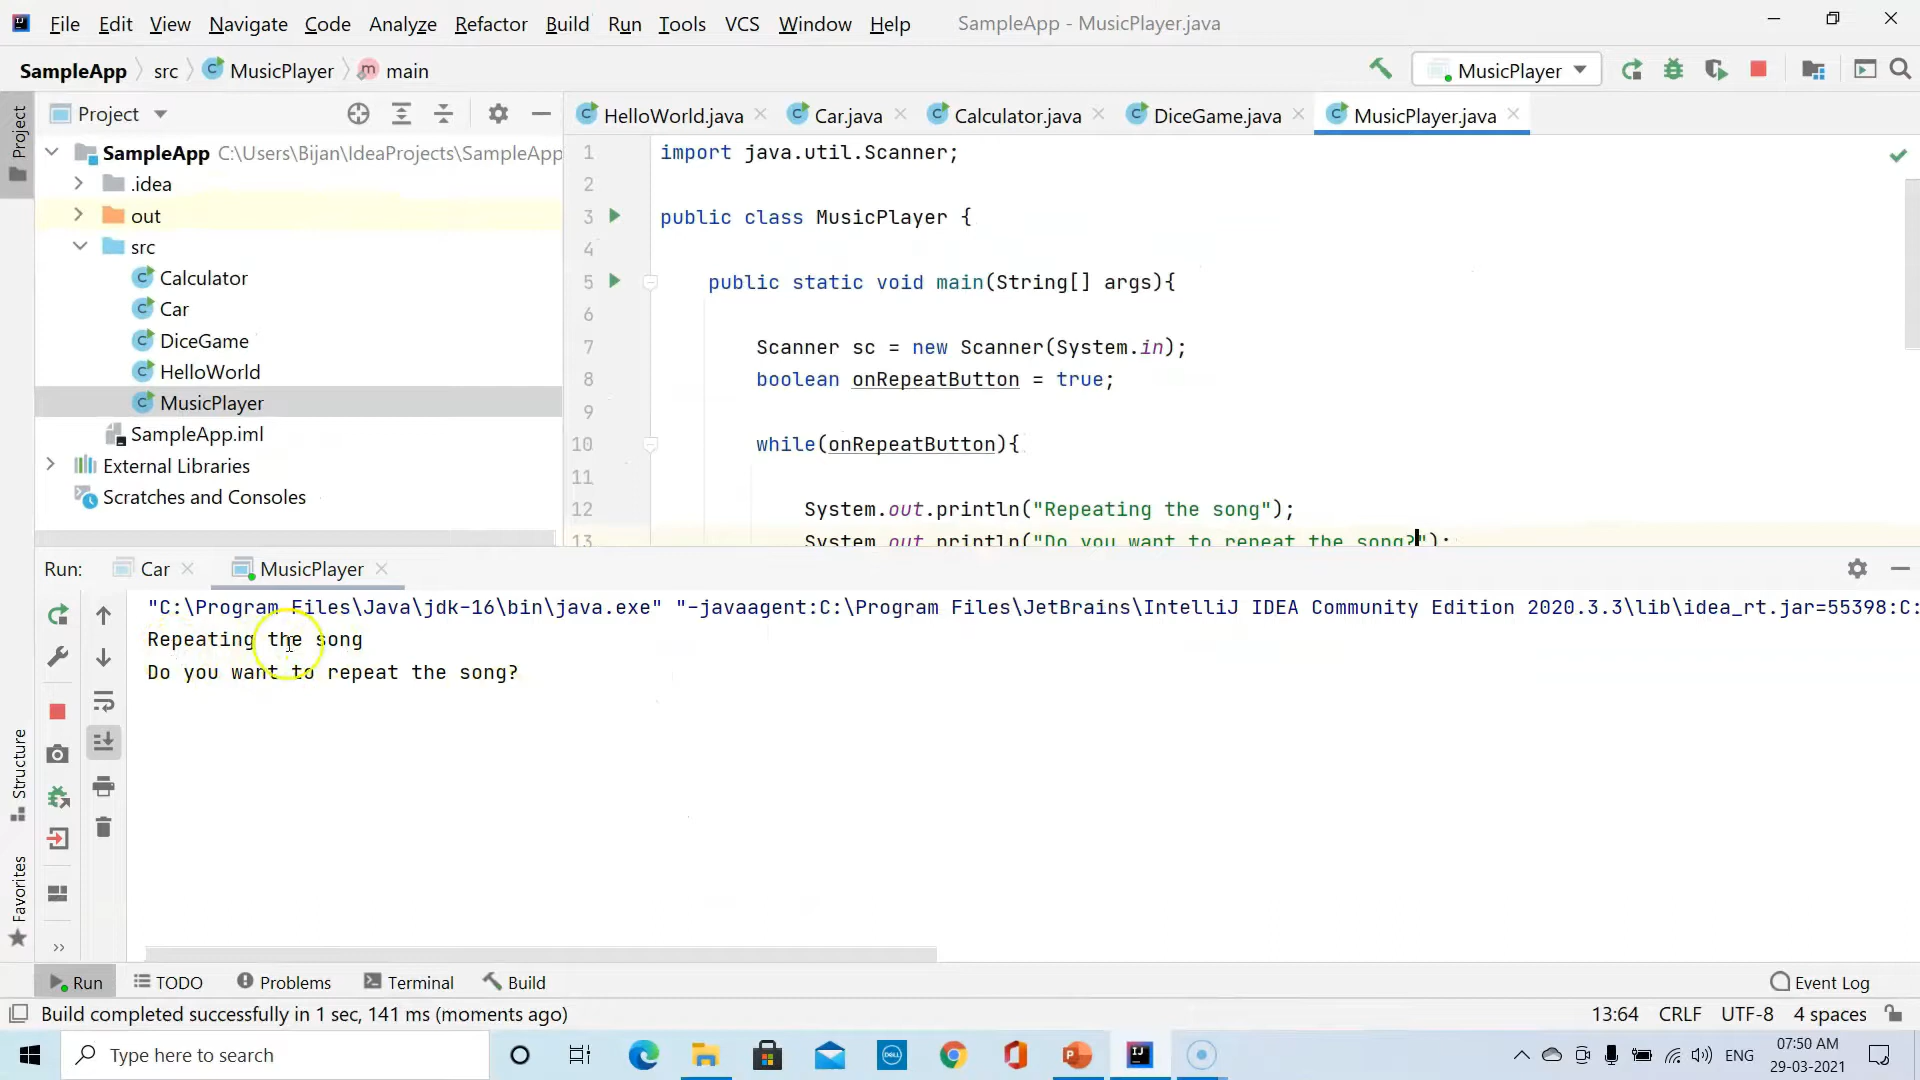 File Edit View Navigate Code Analyze Refactor Build Run Tools VCS Window Help SampleApp - MusicPlayer.java
SampleApp src MusicPlayer main MusicPlayer
Project
Project
HelloWorld.java Car.java Calculator.java DiceGame.java MusicPlayer.java
SampleApp C:\Users\Bijan\IdeaProjects\SampleApp
.idea
out
src
Calculator
Car
DiceGame
HelloWorld
MusicPlayer
SampleApp.iml
External Libraries
Scratches and Consoles
1 import java.util.Scanner;
2
3 public class MusicPlayer {
4
5 public static void main(String[] args){
6
7 Scanner sc = new Scanner(System.in);
8 boolean onRepeatButton = true;
9
10 while(onRepeatButton){
11
12 System.out.println("Repeating the song");
13 System.out.println("Do you want to repeat the song?");
Run: Car MusicPlayer
"C:\Program Files\Java\jdk-16\bin\java.exe" "-javaagent:C:\Program Files\JetBrains\IntelliJ IDEA Community Edition 2020.3.3\lib\idea_rt.jar=55398:C:
Repeating the song
Do you want to repeat the song?
Structure
Favorites
Run TODO Problems Terminal Build Event Log
Build completed successfully in 1 sec, 141 ms (moments ago) 13:64 CRLF UTF-8 4 spaces
Type here to search
DELL
ENG
07:50 AM
29-03-2021